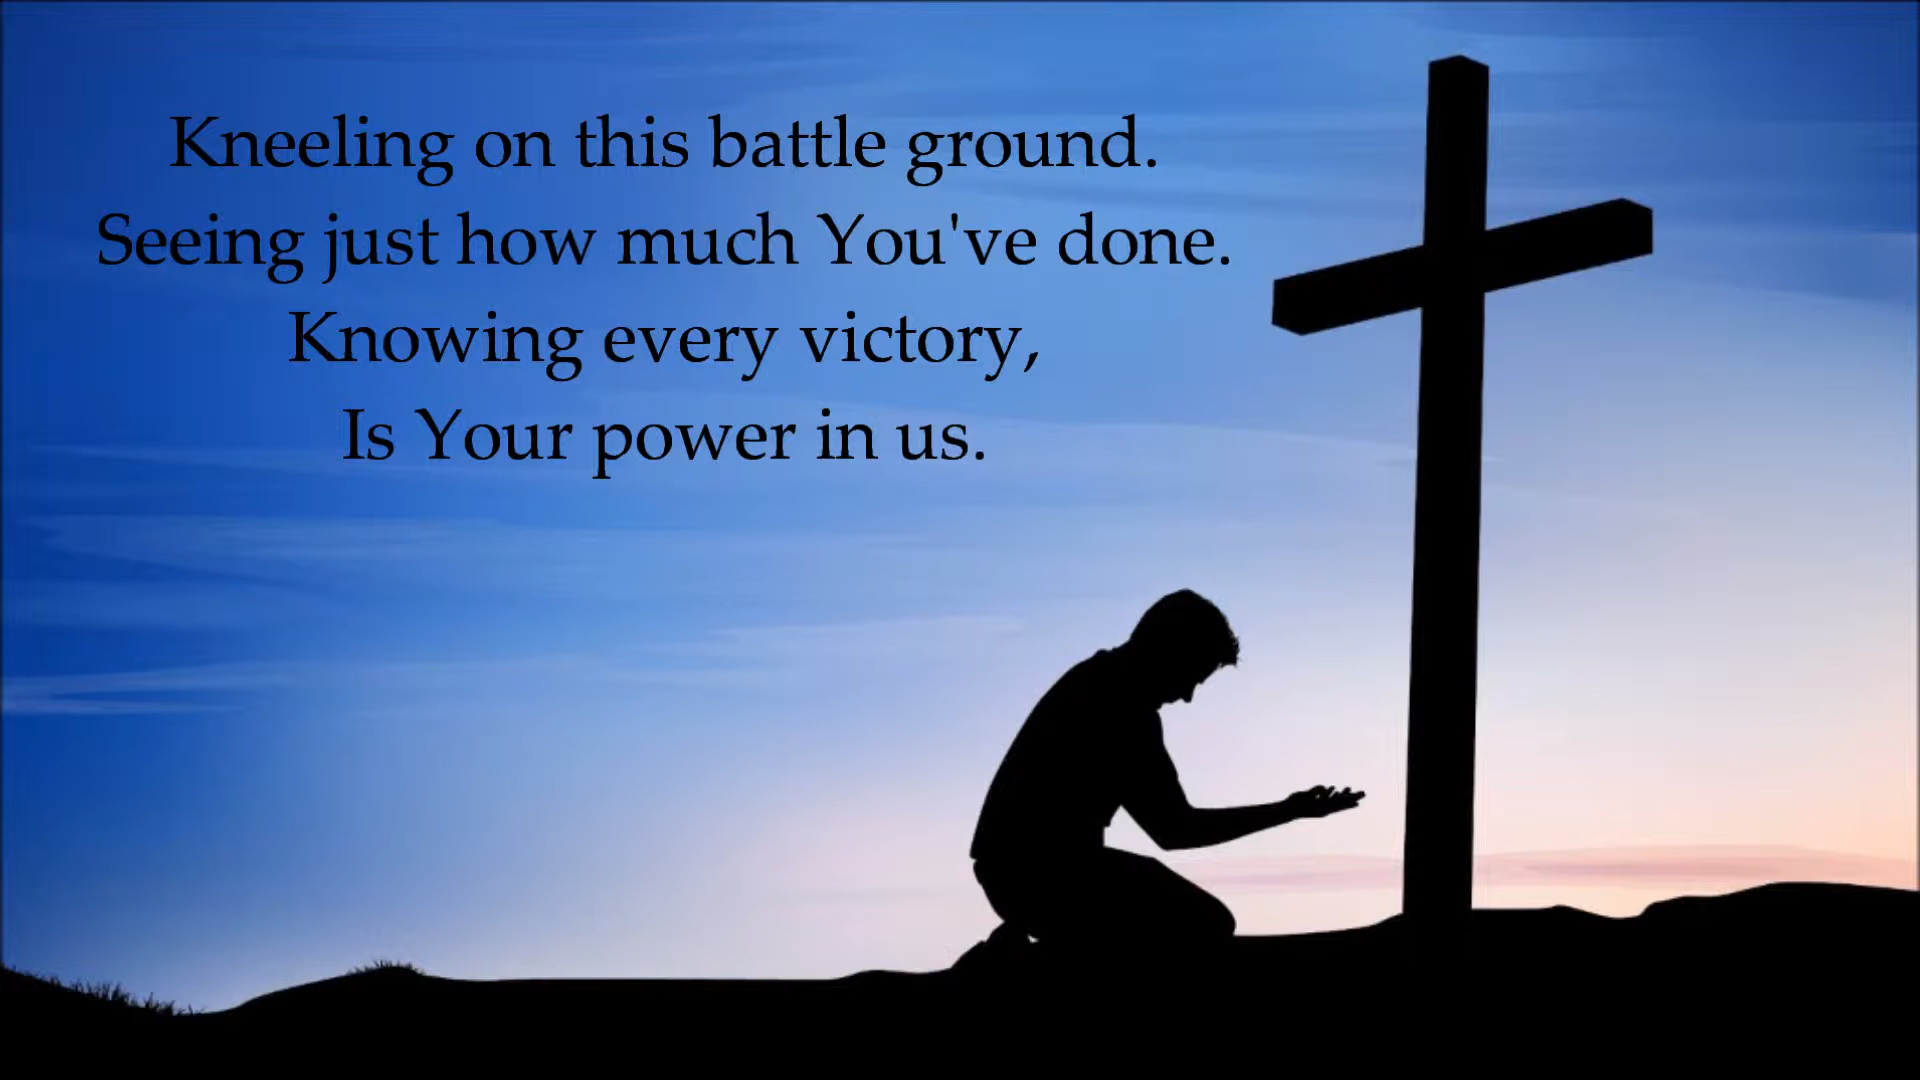 Kneeling on this battle ground.
Seeing just how much You've done.
Knowing every victory,
Is Your power in us.